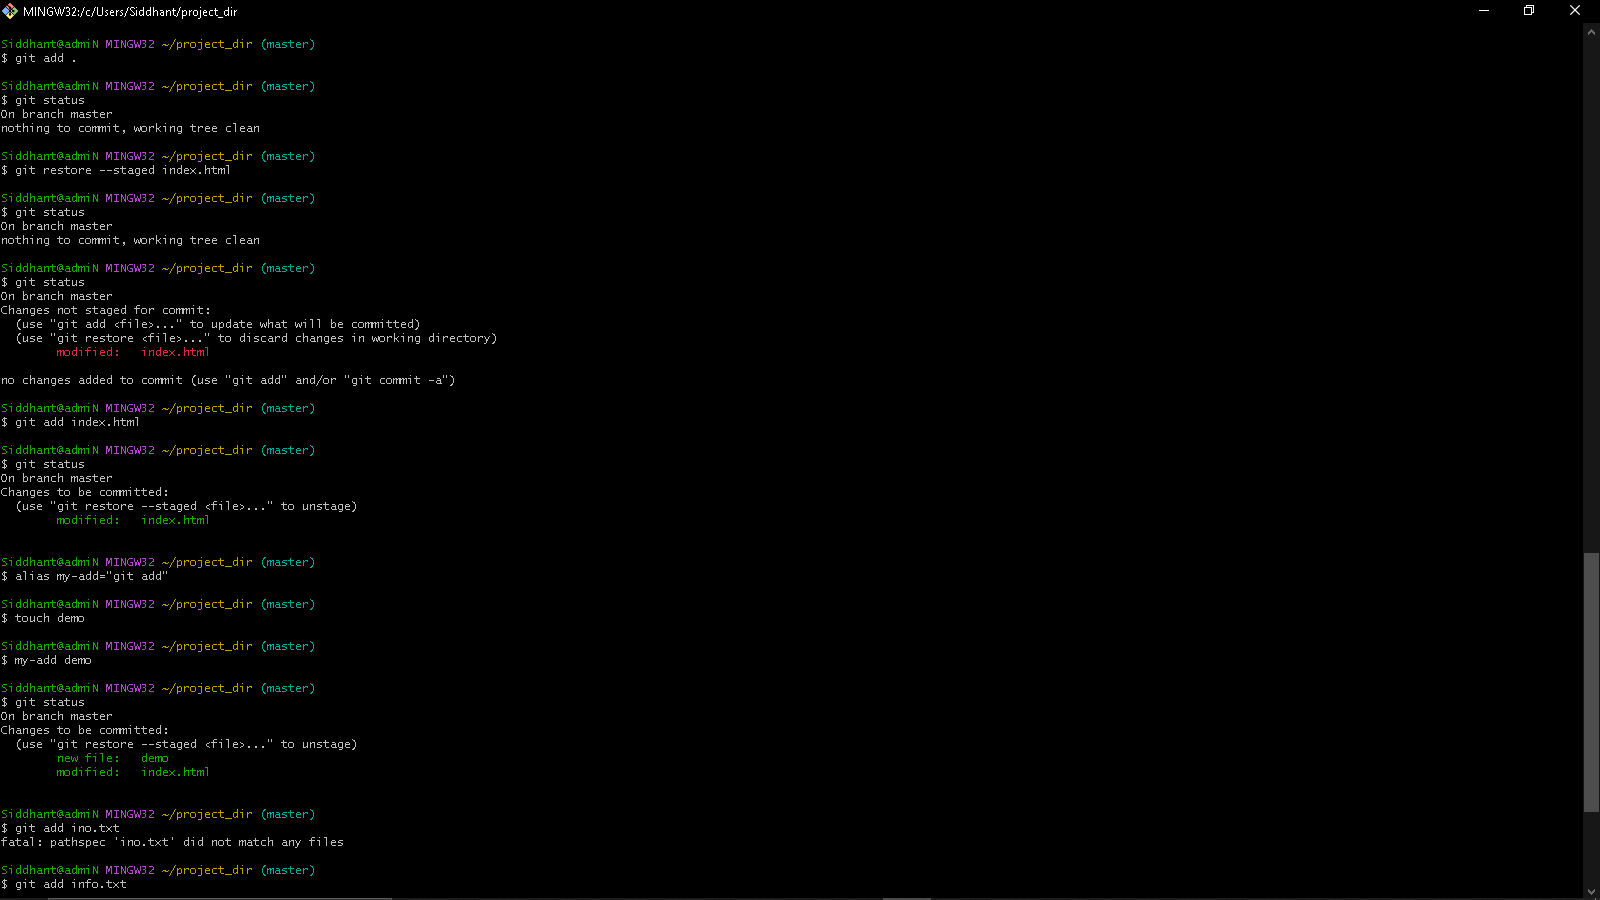 MINGW32:/c/Users/Siddhant/project_dir
Siddhant@admiN MINGW32 ~/project_dir (master)
$ git add .
Siddhant@admiN MINGW32 ~/project_dir (master)
$ git status
On branch master
nothing to commit, working tree clean
Siddhant@admiN MINGW32 ~/project_dir (master)
$ git restore --staged index.html
Siddhant@admiN MINGW32 ~/project_dir (master)
$ git status
On branch master
nothing to commit, working tree clean
Siddhant@admiN MINGW32 ~/project_dir (master)
$ git status
On branch master
Changes not staged for commit:
  (use "git add <file>..." to update what will be committed)
  (use "git restore <file>..." to discard changes in working directory)
        modified:   index.html
no changes added to commit (use "git add" and/or "git commit -a")
Siddhant@admiN MINGW32 ~/project_dir (master)
$ git add index.html
Siddhant@admiN MINGW32 ~/project_dir (master)
$ git status
On branch master
Changes to be committed:
  (use "git restore --staged <file>..." to unstage)
        modified:   index.html
Siddhant@admiN MINGW32 ~/project_dir (master)
$ alias my-add="git add"
Siddhant@admiN MINGW32 ~/project_dir (master)
$ touch demo
Siddhant@admiN MINGW32 ~/project_dir (master)
$ my-add demo
Siddhant@admiN MINGW32 ~/project_dir (master)
$ git status
On branch master
Changes to be committed:
  (use "git restore --staged <file>..." to unstage)
        new file:   demo
        modified:   index.html
Siddhant@admiN MINGW32 ~/project_dir (master)
$ git add ino.txt
fatal: pathspec 'ino.txt' did not match any files
Siddhant@admiN MINGW32 ~/project_dir (master)
$ git add info.txt